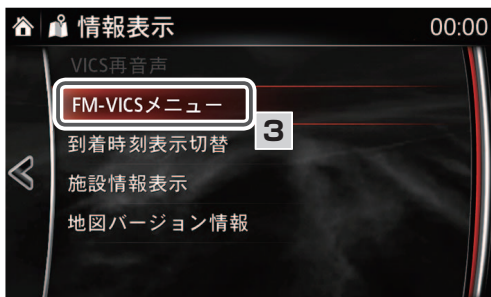 情報表示 00:00
VICS再音声
FM-VICSメニュー
3
到着時刻表示切替
施設情報表示
地図バージョン情報